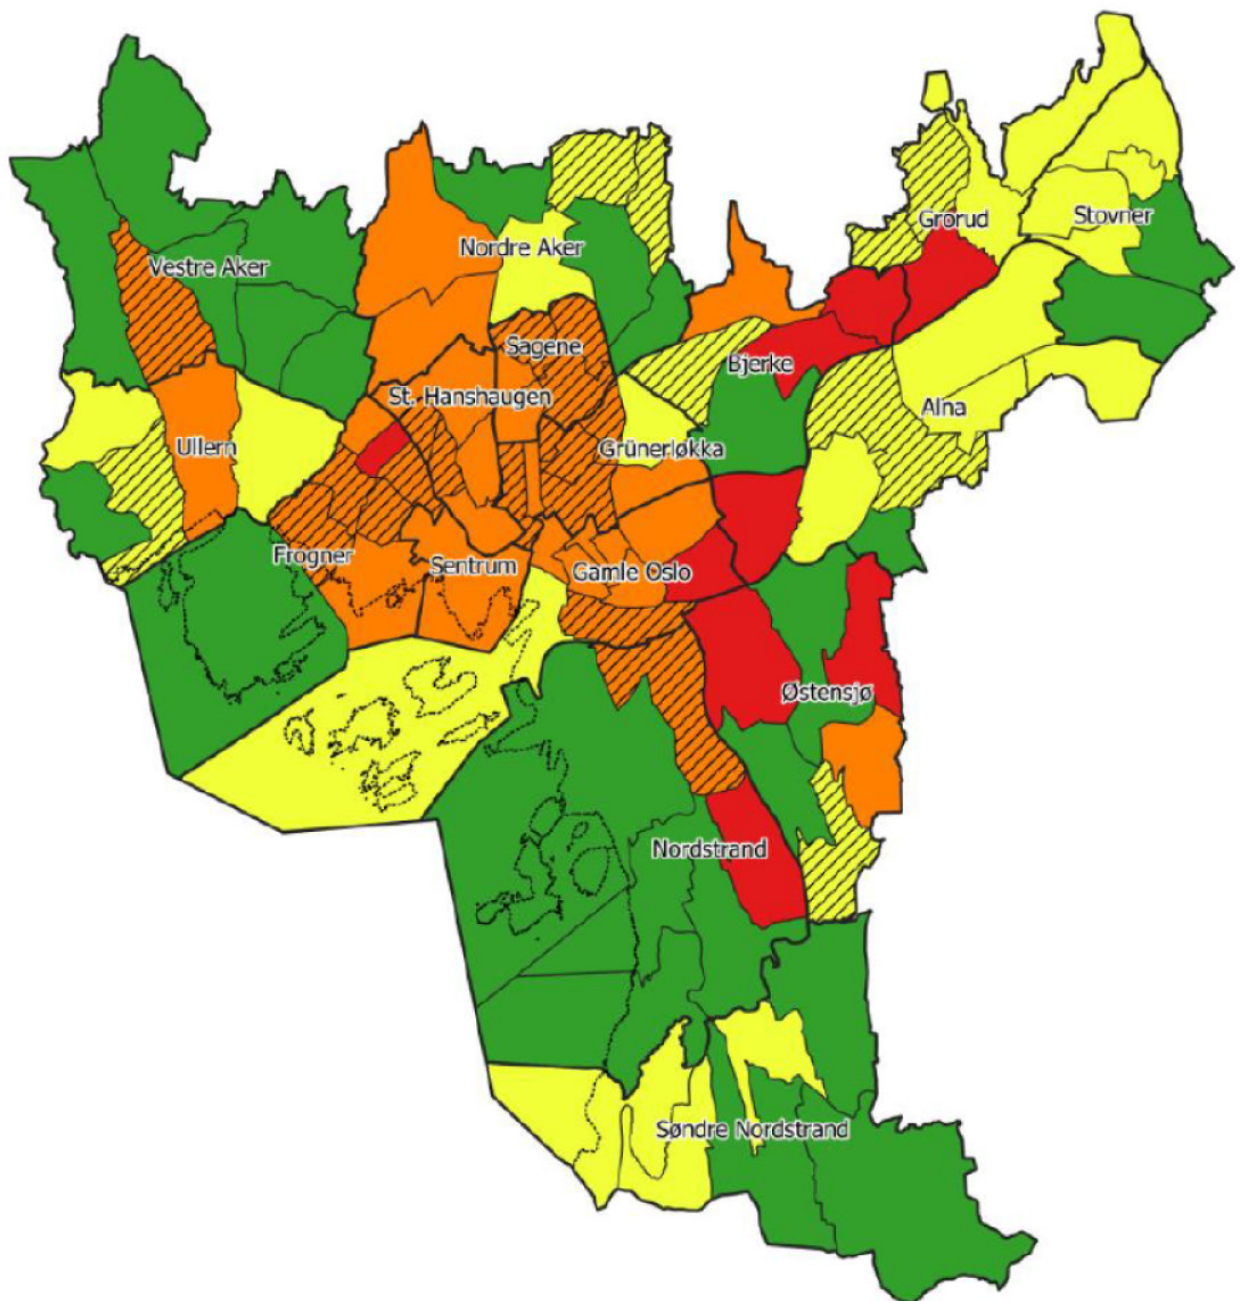 Grorud
Stovner
Nordre Aker
Vestre Aker
Sagene
Bjerke
St. Hanshaugen
Alna
Ullern
Grünerløkka
Frogner
Sentrum
Gamle Oslo
Østensjø
Nordstrand
Søndre Nordstrand